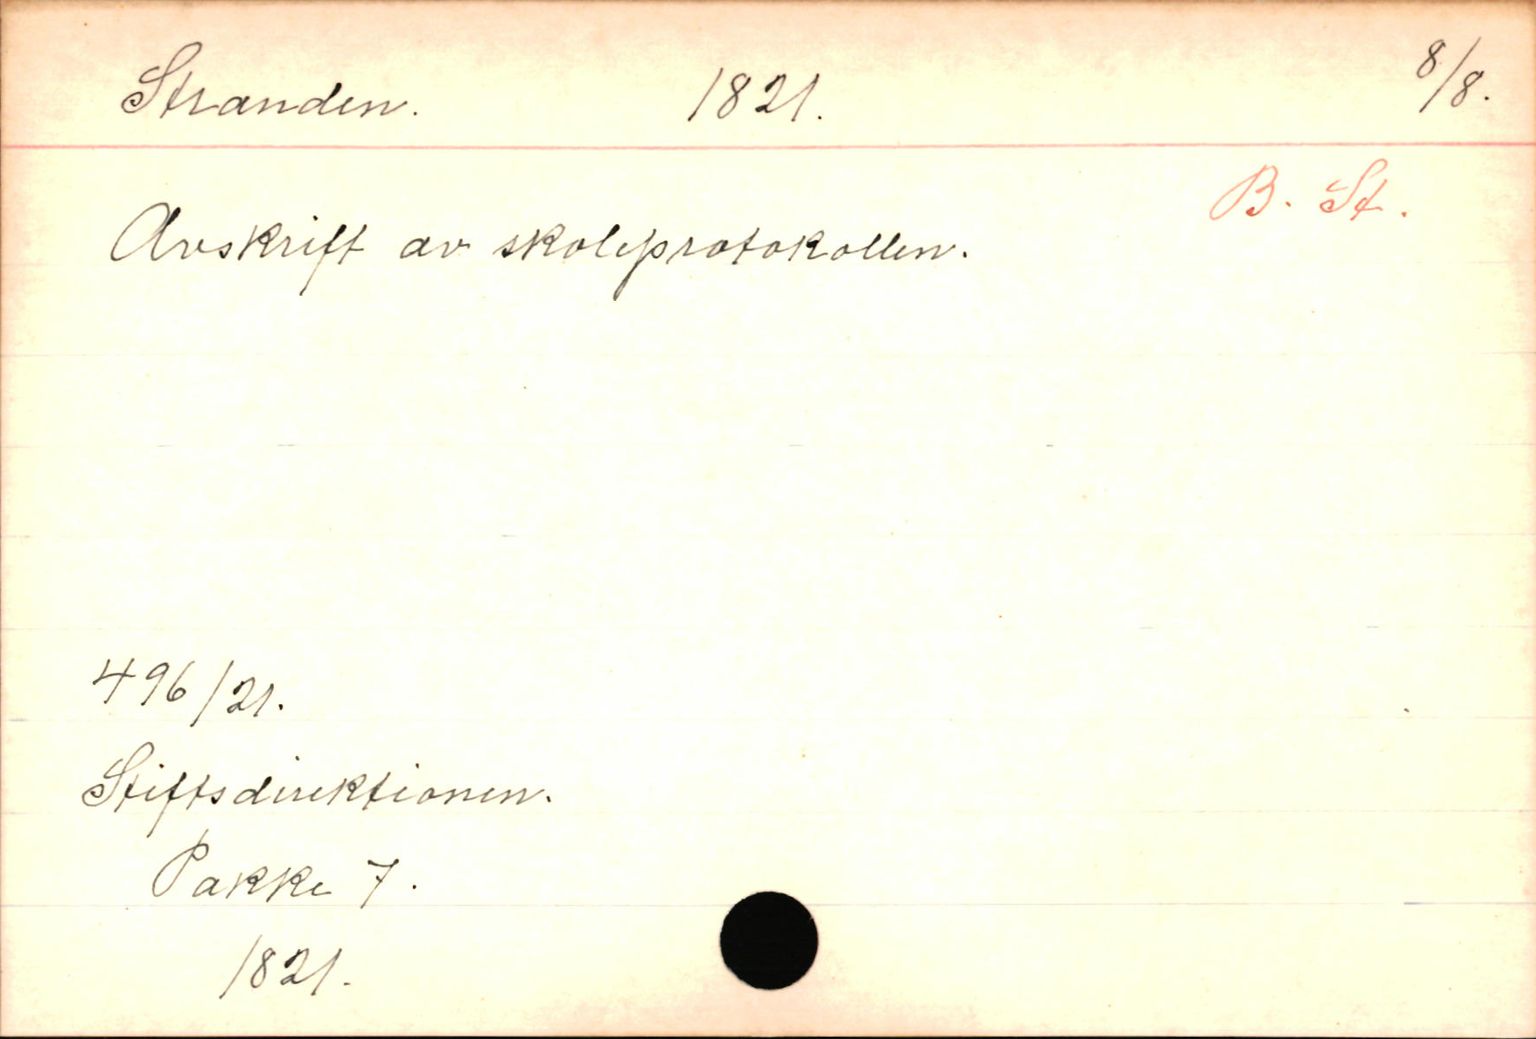 Stranden. 1821. 8/8.
B. St.
Avskrift av skoleprotokollen.
496/21.
Stiftsdirektionen.
Pakke 7.
1821.